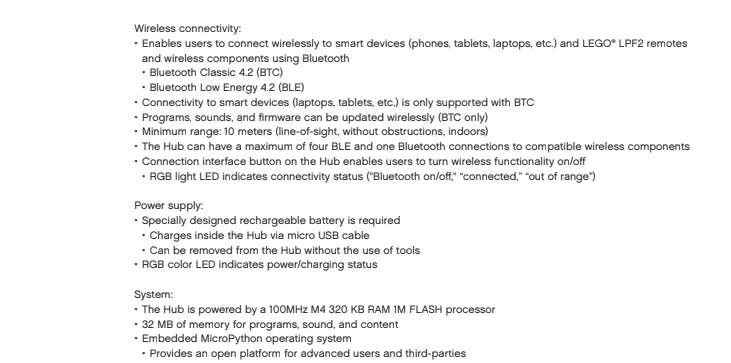 Wireless connectivity:
• Enables users to connect wirelessly to smart devices (phones, tablets, laptops, etc.) and LEGO® LPF2 remotes
and wireless components using Bluetooth
• Bluetooth Classic 4.2 (BTC)
• Bluetooth Low Energy 4.2 (BLE)
• Connectivity to smart devices (laptops, tablets, etc.) is only supported with BTC
• Programs, sounds, and firmware can be updated wirelessly (BTC only)
• Minimum range: 10 meters (line-of-sight, without obstructions, indoors)
• The Hub can have a maximum of four BLE and one Bluetooth connections to compatible wireless components
• Connection interface button on the Hub enables users to turn wireless functionality on/off
• RGB light LED indicates connectivity status ("Bluetooth on/off," “connected,” “out of range”)
Power supply:
• Specially designed rechargeable battery is required
• Charges inside the Hub via micro USB cable
• Can be removed from the Hub without the use of tools
• RGB color LED indicates power/charging status
System:
• The Hub is powered by a 100MHz M4 320 KB RAM 1M FLASH processor
• 32 MB of memory for programs, sound, and content
• Embedded MicroPython operating system
• Provides an open platform for advanced users and third-parties